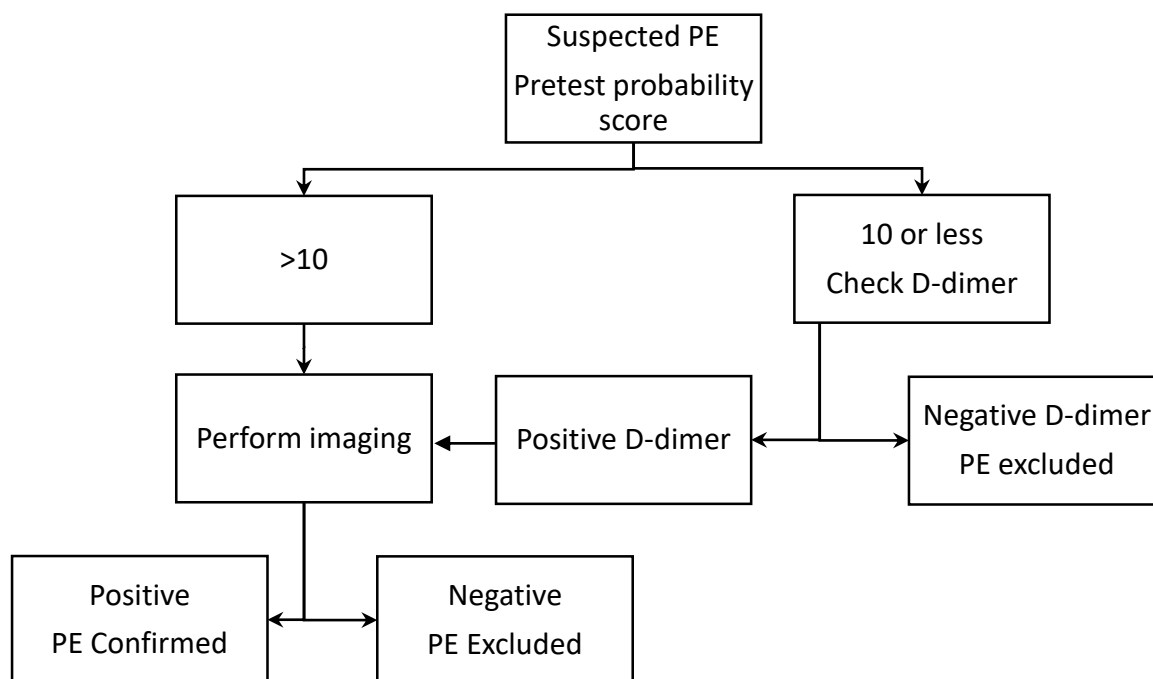 Suspected PE
Pretest probability
score
>10
10 or less
Check D-dimer
Perform imaging
Positive D-dimer
Negative D-dimer
PE excluded
Positive
PE Confirmed
Negative
PE Excluded